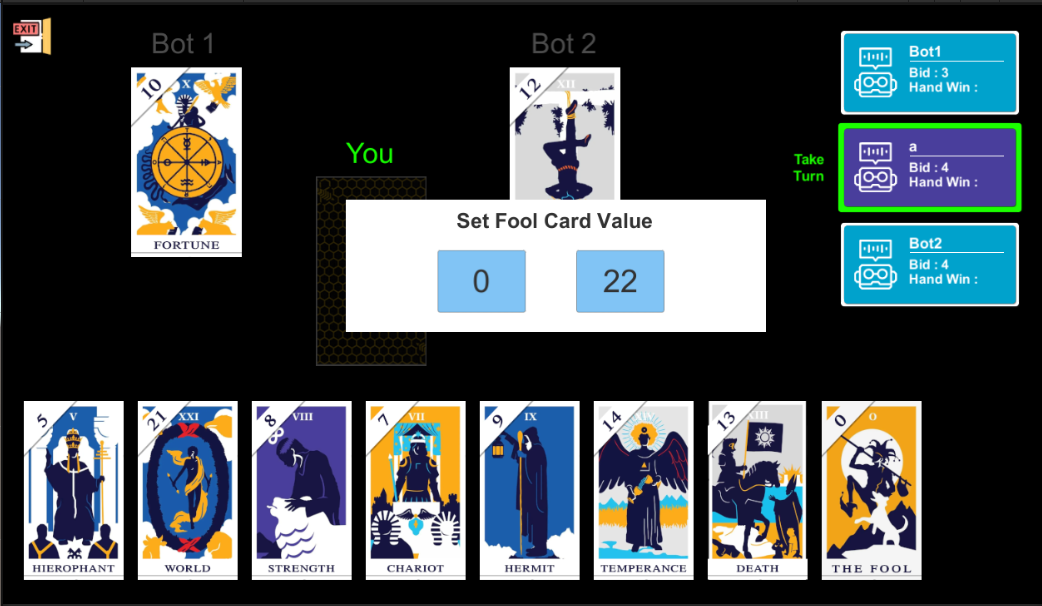 EXIT
Bot 1
Bot 2
10
X
FORTUNE
12
XII
You
Set Fool Card Value
0
22
Bot1
Bid : 3
Hand Win :
Take
Turn
a
Bid : 4
Hand Win :
Bot2
Bid : 4
Hand Win :
5
V
HIEROPHANT
21
XXI
WORLD
8
VIII
STRENGTH
7
VII
CHARIOT
9
IX
HERMIT
14
XIV
TEMPERANCE
13
XIII
DEATH
0
O
THE FOOL